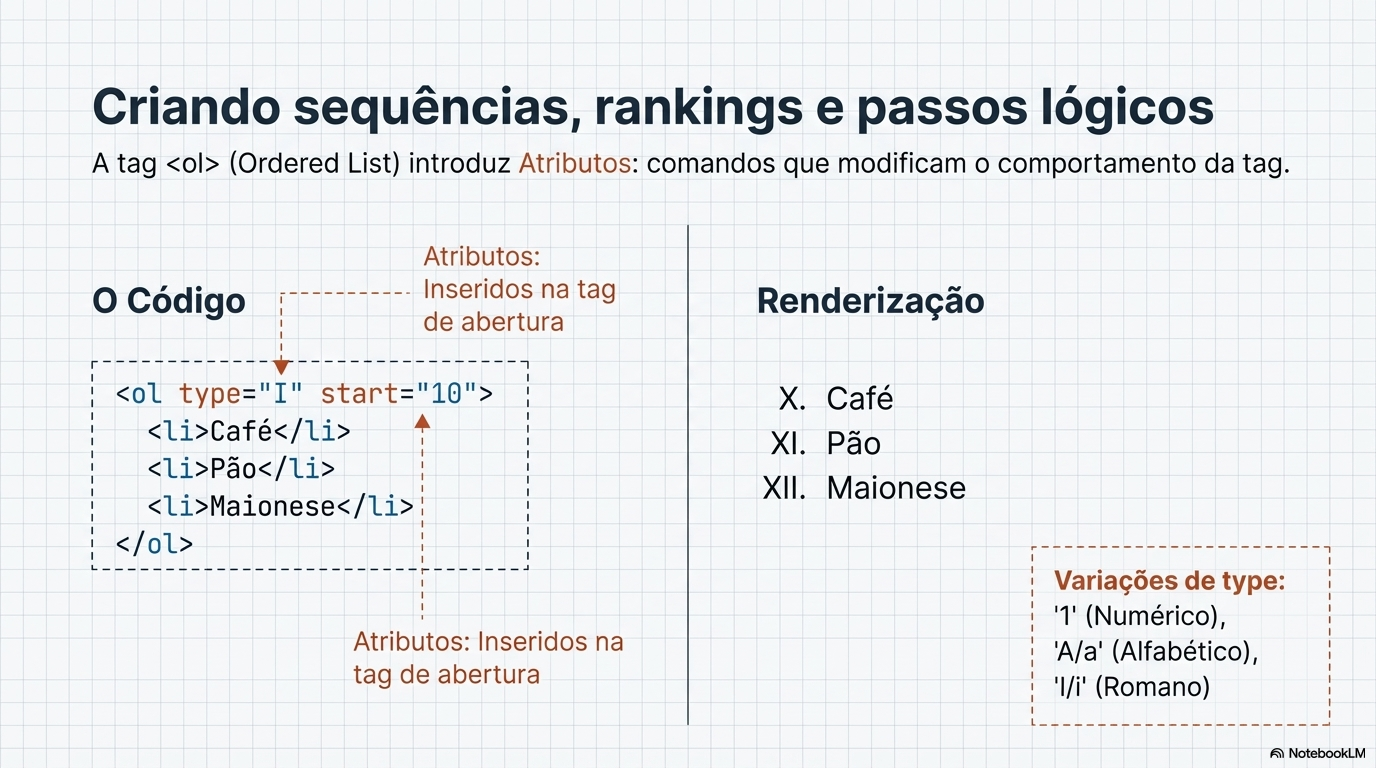 Criando sequências, rankings e passos lógicos
A tag <ol> (Ordered List) introduz Atributos: comandos que modificam o comportamento da tag.
O Código
Atributos:
Inseridos na tag
de abertura
<ol type="I" start="10">
  <li>Café</li>
  <li>Pão</li>
  <li>Maionese</li>
</ol>
Atributos: Inseridos na
tag de abertura
Renderização
X. Café
XI. Pão
XII. Maionese
Variações de type:
'1' (Numérico),
'A/a' (Alfabético),
'I/i' (Romano)
NotebookLM